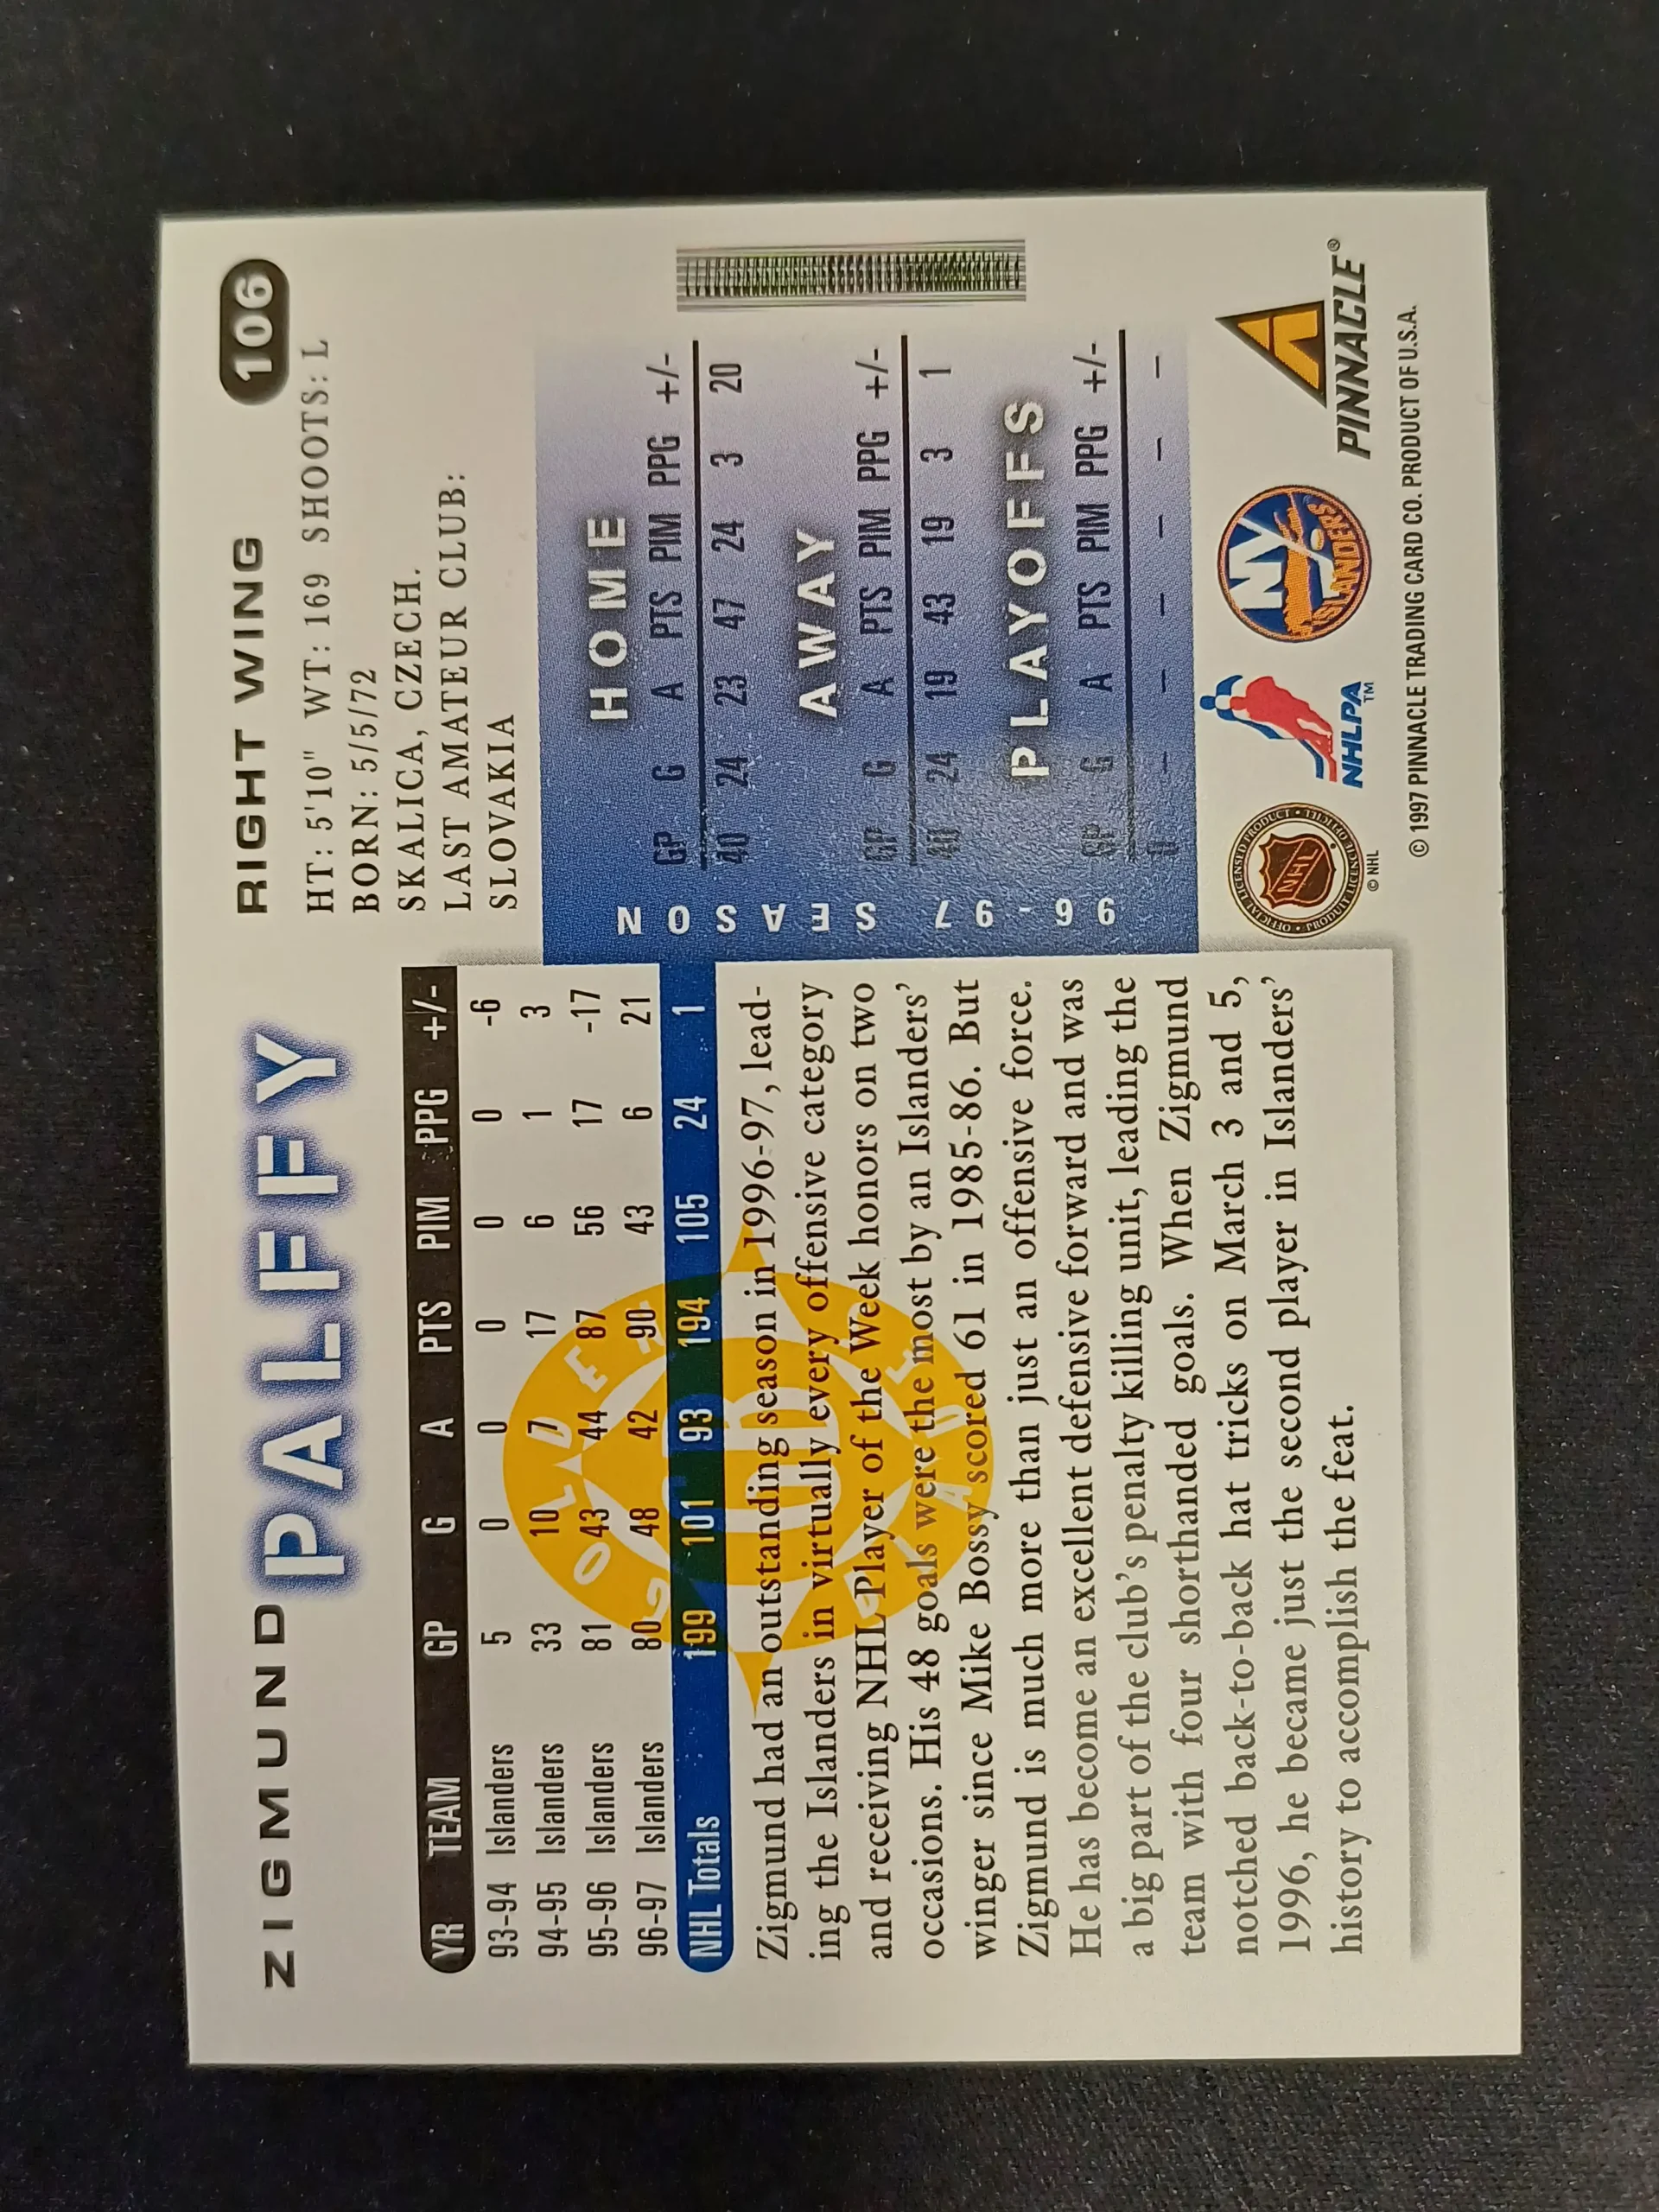 ZIGMUND PALFFY
YR TEAM GP G A PTS PIM PPG +/-
93-94 Islanders 5 0 0 0 0 0 -6
94-95 Islanders 33 10 7 17 6 1 3
95-96 Islanders 81 43 44 87 56 17 -17
96-97 Islanders 80 48 42 90 43 6 21
NHL Totals 199 101 93 194 105 24 1
Zigmund had an outstanding season in 1996-97, lead-
ing the Islanders in virtually every offensive category
and receiving NHL Player of the Week honors on two
occasions. His 48 goals were the most by an Islanders’
winger since Mike Bossy scored 61 in 1985-86. But
Zigmund is much more than just an offensive force.
He has become an excellent defensive forward and was
a big part of the club’s penalty killing unit, leading the
team with four shorthanded goals. When Zigmund
notched back-to-back hat tricks on March 3 and 5,
1996, he became just the second player in Islanders’
history to accomplish the feat.
RIGHT WING 106
HT: 5'10" WT: 169 SHOOTS: L
BORN: 5/5/72
SKALICA, CZECH.
LAST AMATEUR CLUB:
SLOVAKIA
96-97 SEASON
HOME
GP G A PTS PIM PPG +/-
40 24 23 47 24 3 20
AWAY
GP G A PTS PIM PPG +/-
40 24 19 43 19 3 1
PLAYOFFS
GP G A PTS PIM PPG +/-
0 – – – – – –
OFFICIAL LICENSED PRODUCT •
NHL
© NHL
NHLPA™
NY
ISLANDERS
PINNACLE®
© 1997 PINNACLE TRADING CARD CO. PRODUCT OF U.S.A.